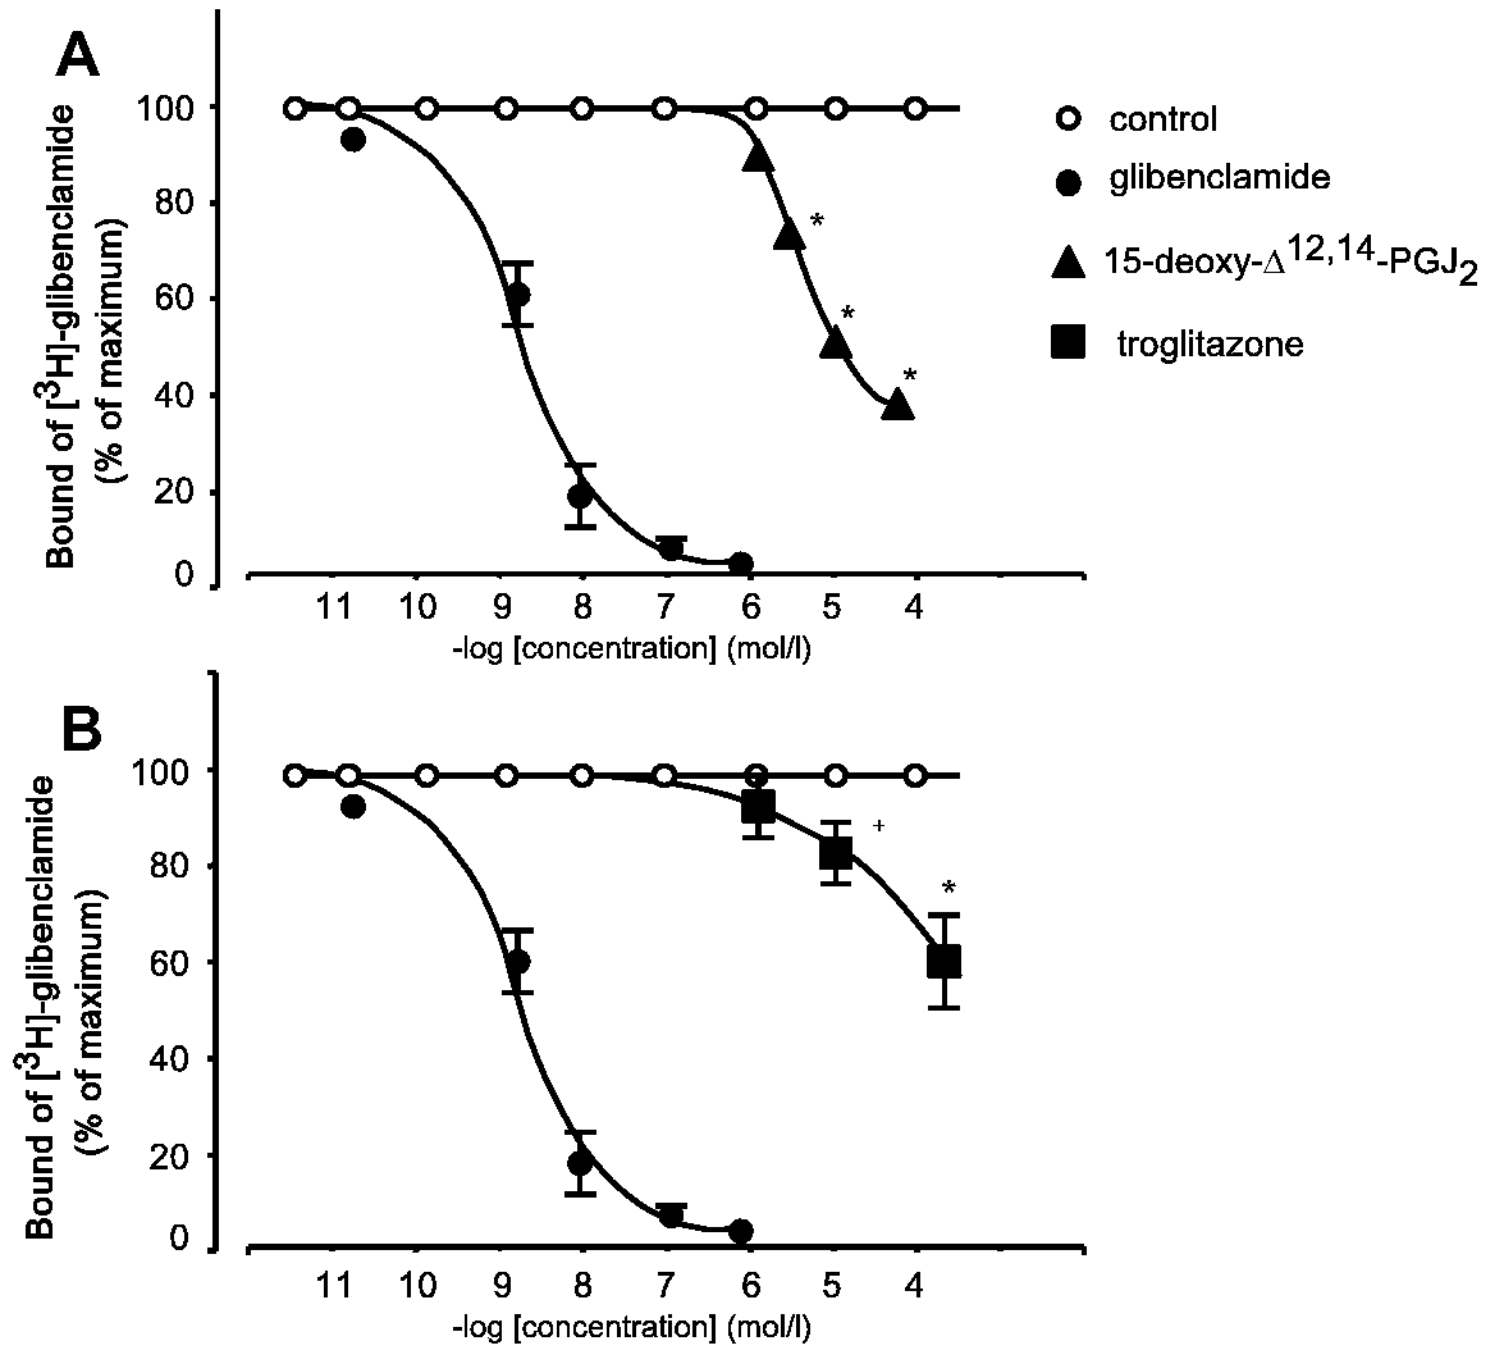 A
Bound of [³H]-glibenclamide
(% of maximum)
100
80
60
40
20
0
11 10 9 8 7 6 5 4
-log [concentration] (mol/l)
* 
*
*
control
glibenclamide
15-deoxy-Δ¹²,¹⁴-PGJ₂
troglitazone
B
Bound of [³H]-glibenclamide
(% of maximum)
100
80
60
40
20
0
11 10 9 8 7 6 5 4
-log [concentration] (mol/l)
+
*